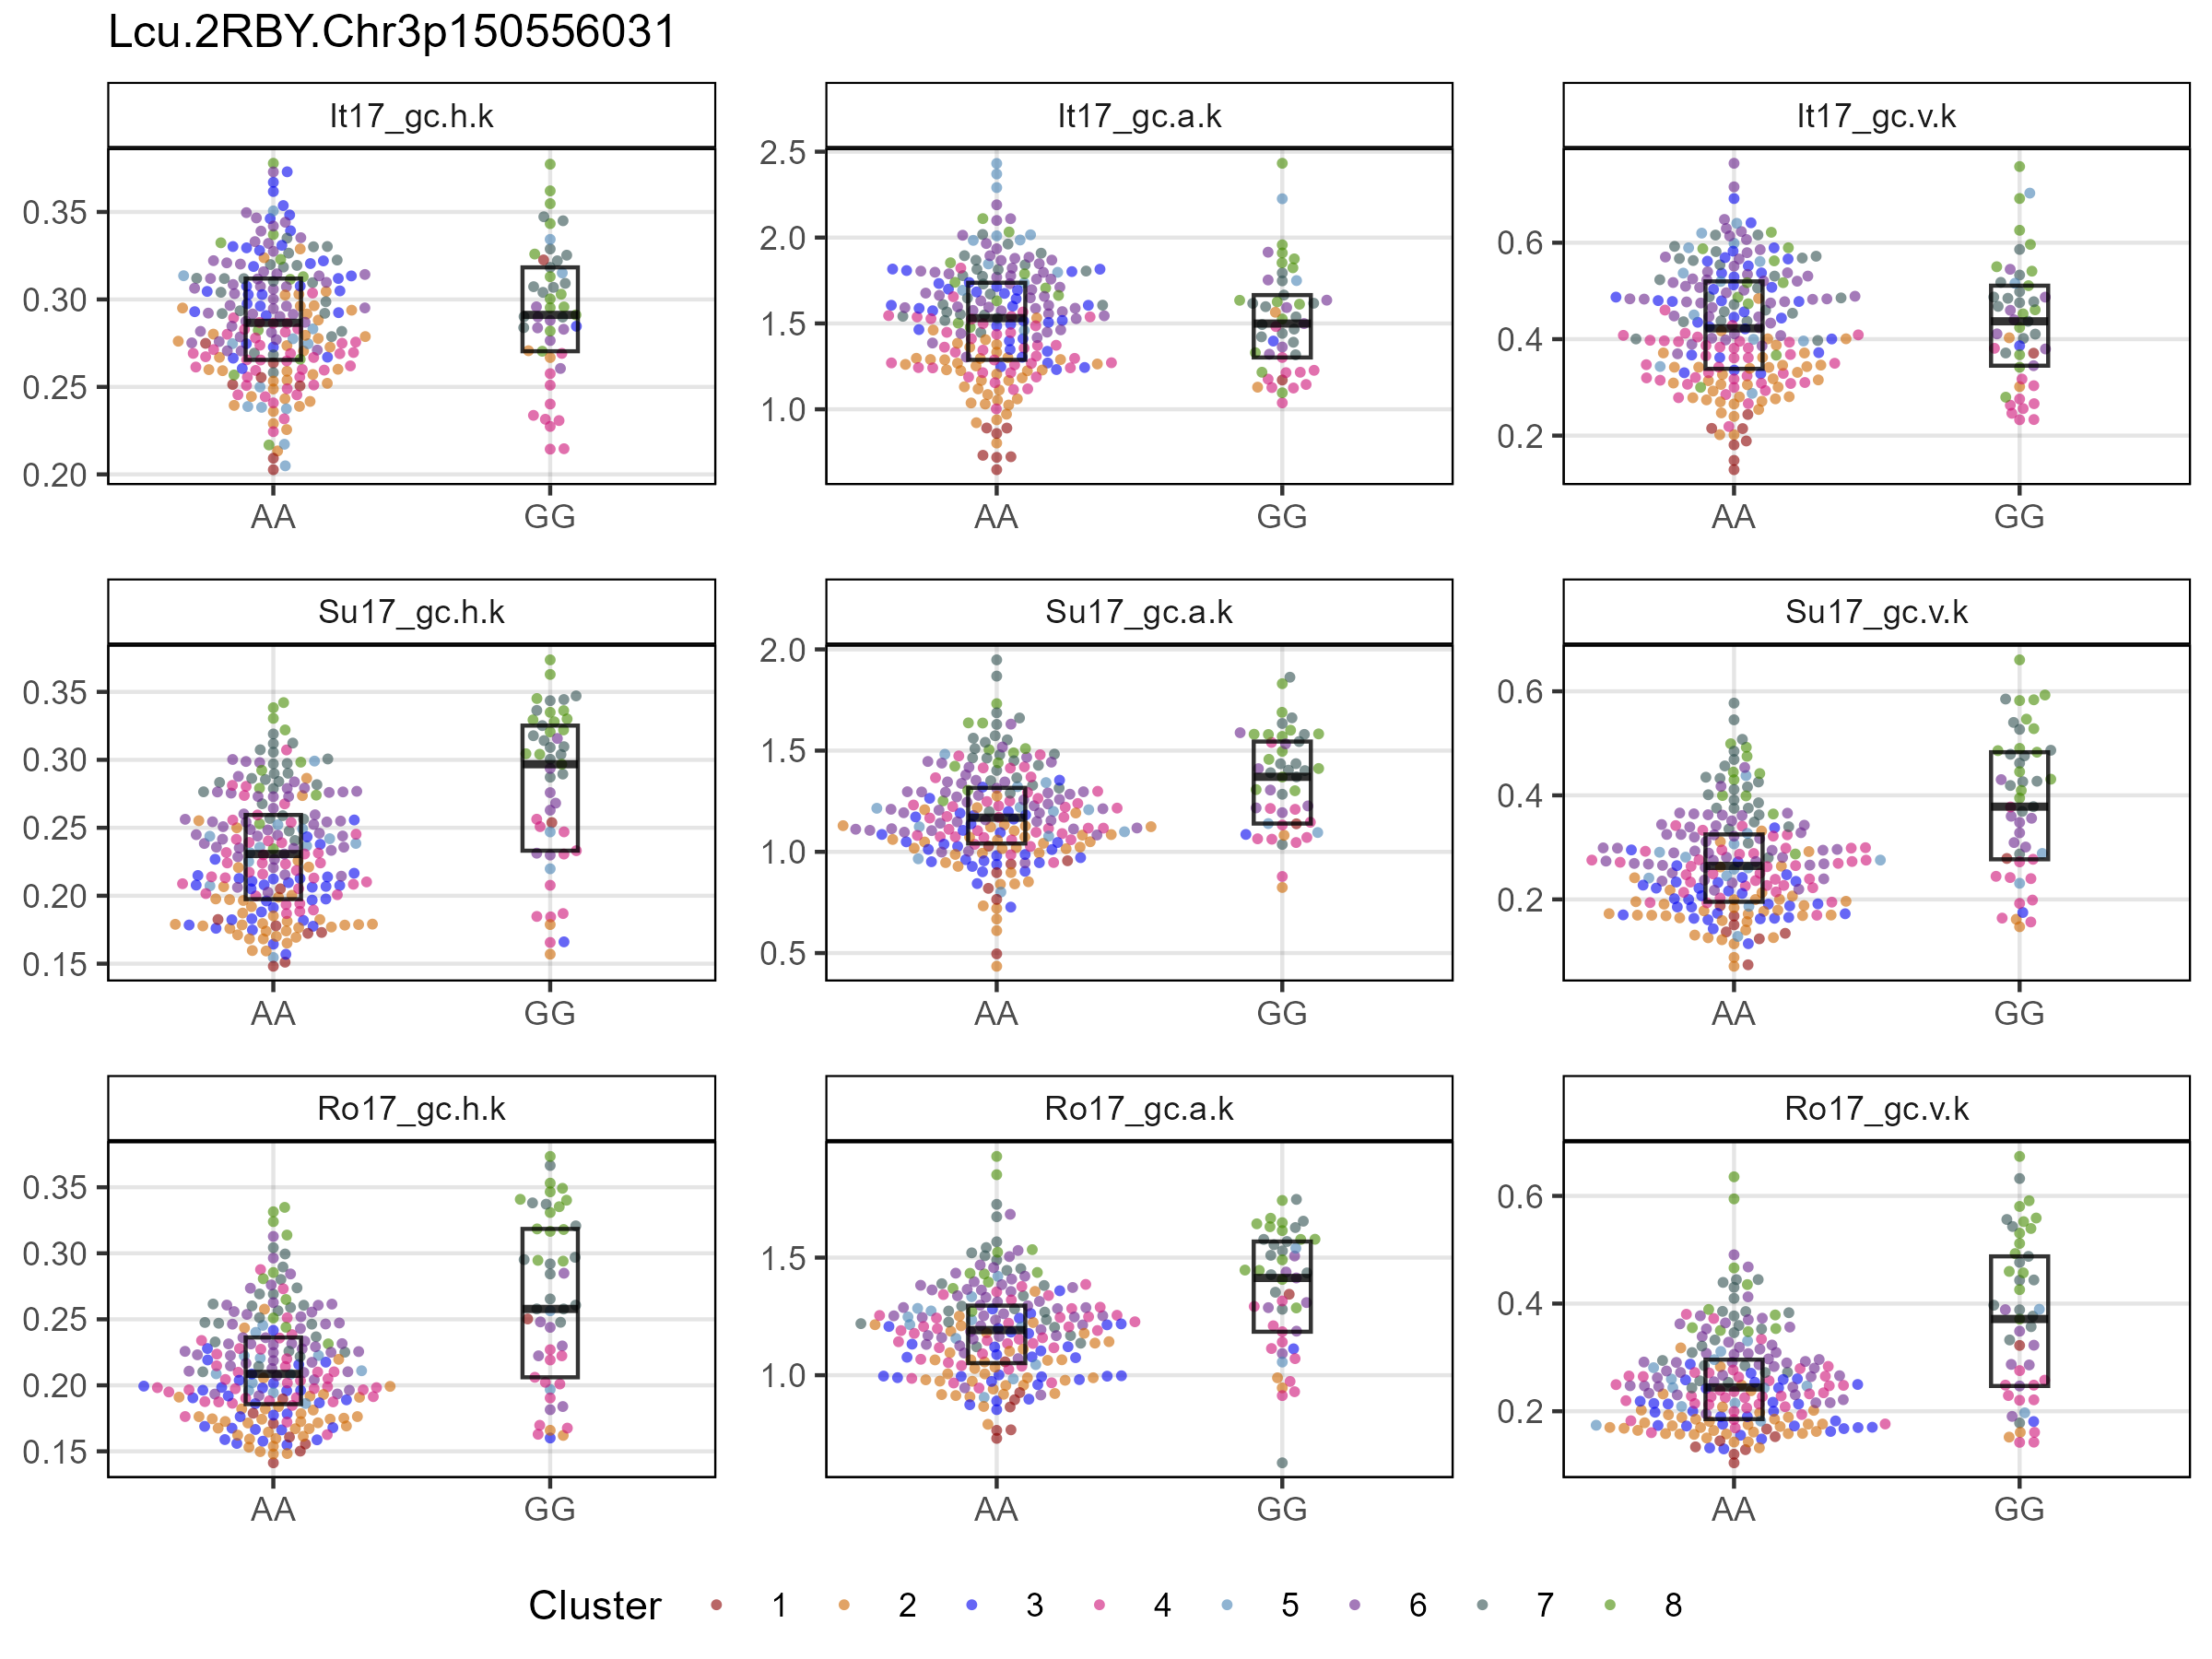 Lcu.2RBY.Chr3p150556031
It17_gc.h.k It17_gc.a.k It17_gc.v.k
0.35
0.30
0.25
0.20
AA GG
2.5
2.0
1.5
1.0
AA GG
0.6
0.4
0.2
AA GG
Su17_gc.h.k Su17_gc.a.k Su17_gc.v.k
0.35
0.30
0.25
0.20
0.15
AA GG
2.0
1.5
1.0
0.5
AA GG
0.6
0.4
0.2
AA GG
Ro17_gc.h.k Ro17_gc.a.k Ro17_gc.v.k
0.35
0.30
0.25
0.20
0.15
AA GG
1.5
1.0
AA GG
0.6
0.4
0.2
AA GG
Cluster 1 2 3 4 5 6 7 8